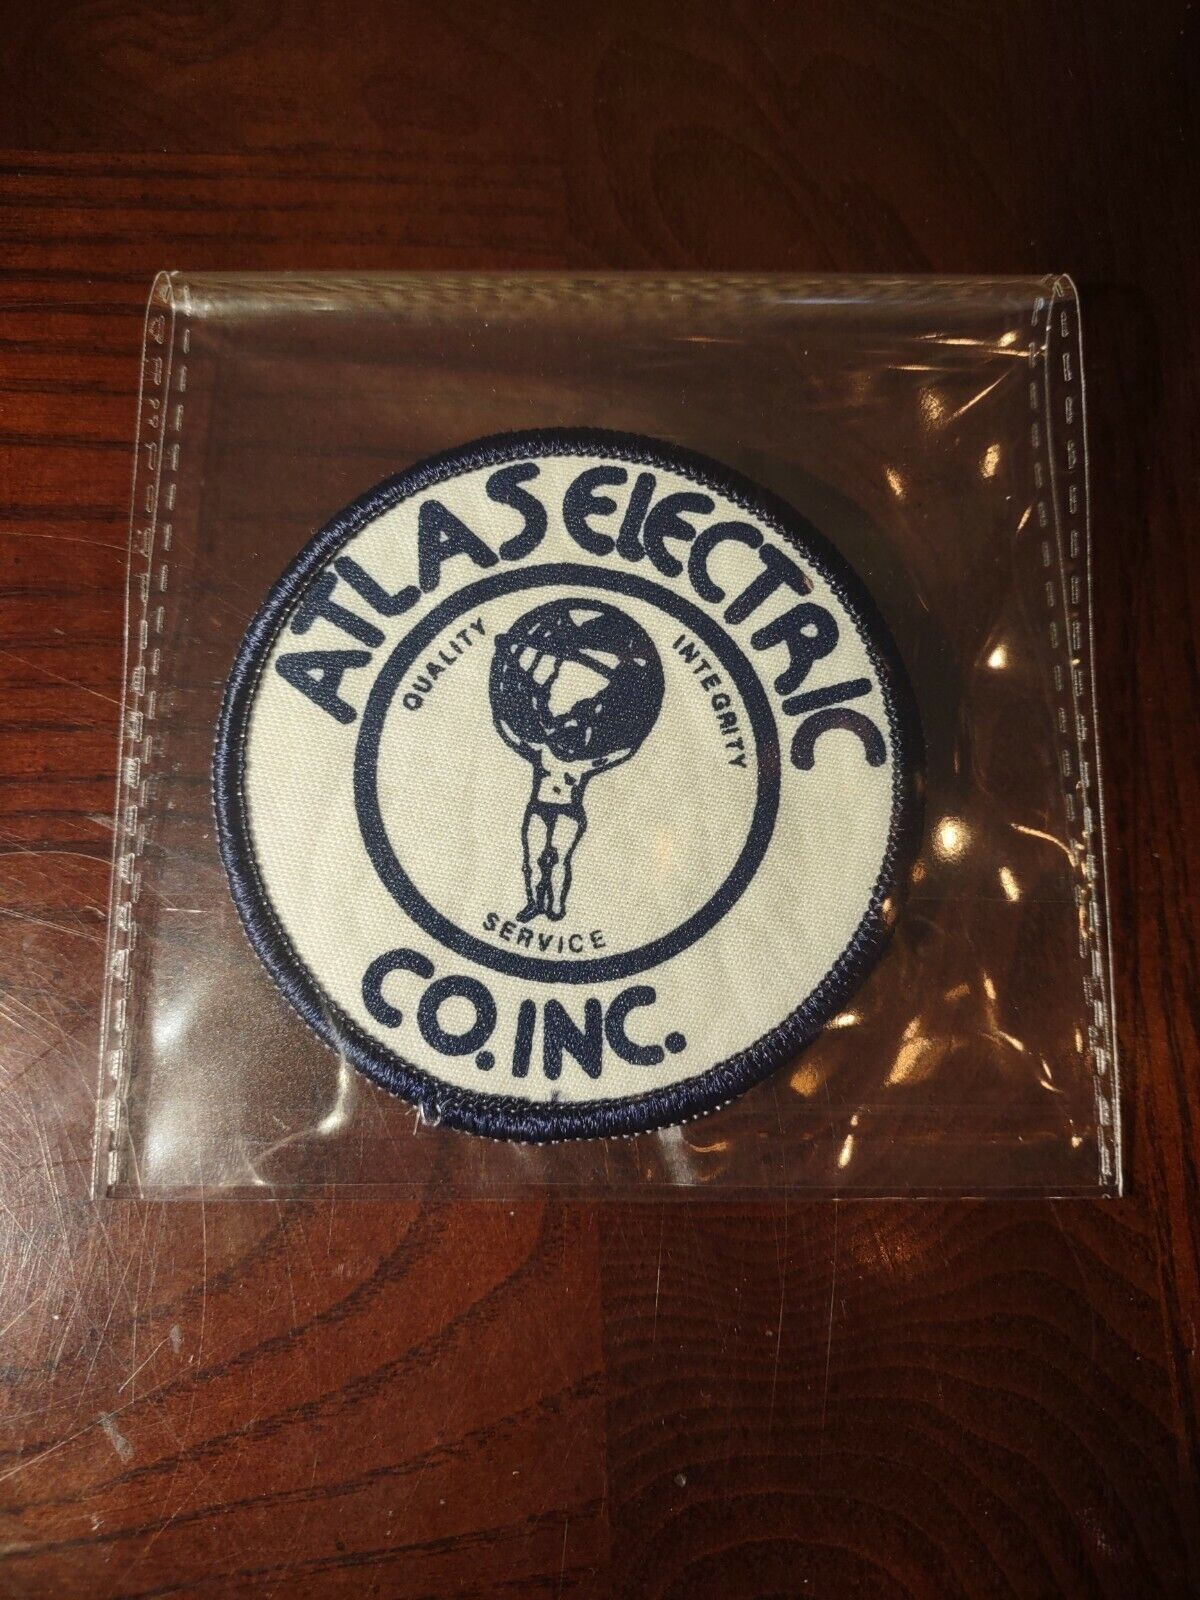 ATLAS ELECTRIC
QUALITY
INTEGRITY
SERVICE
CO. INC.